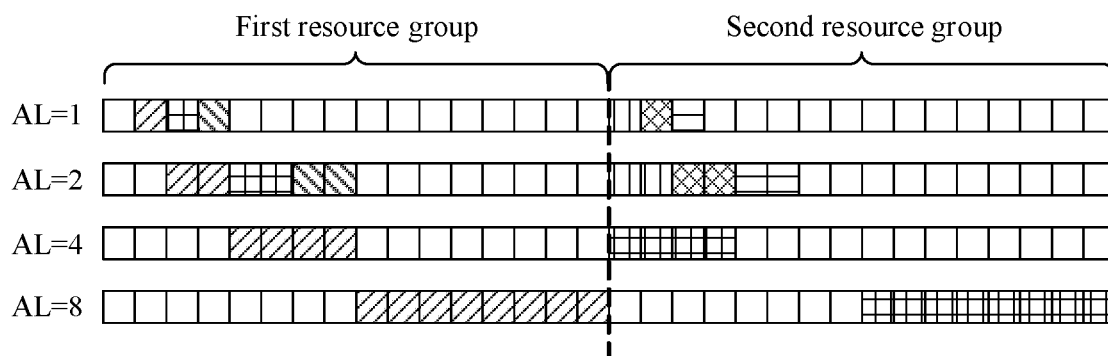 First resource group
Second resource group
AL=1
AL=2
AL=4
AL=8